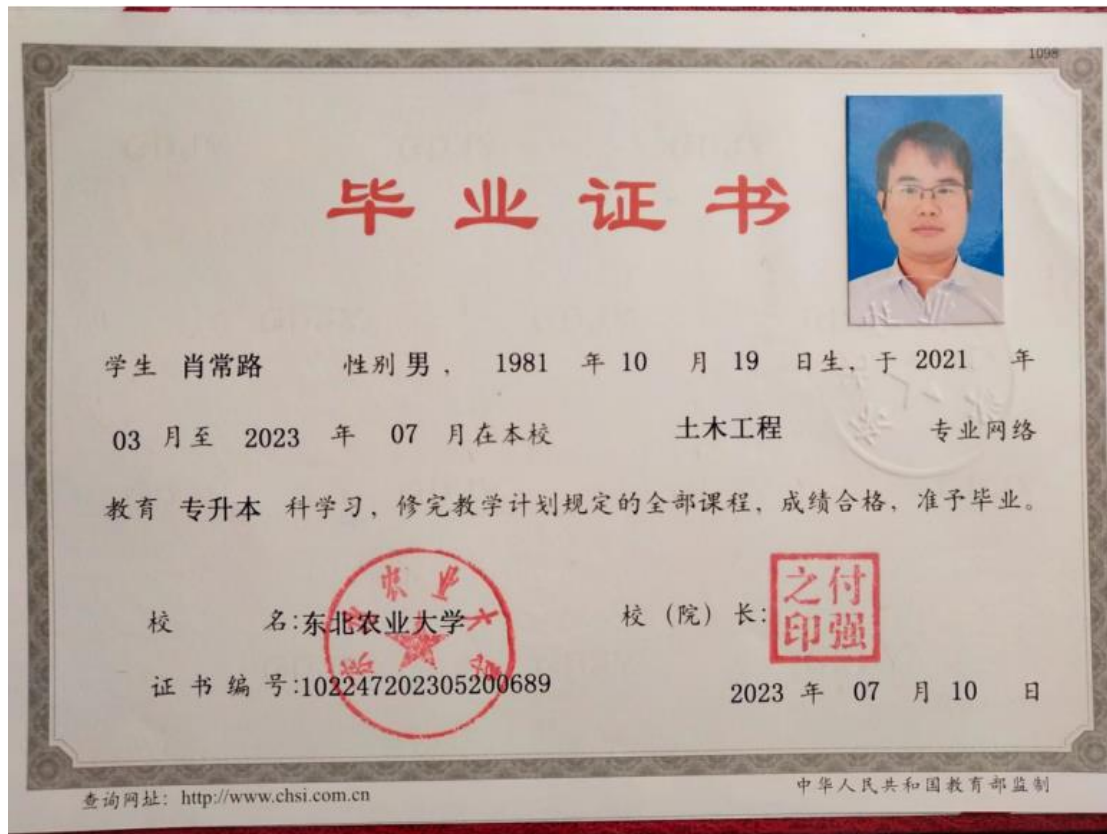 1098
毕业证书
学生 肖常路 性别 男, 1981 年 10 月 19 日生, 于 2021 年
03 月至 2023 年 07 月在本校 土木工程 专业网络
教育 专升本 科学习, 修完教学计划规定的全部课程, 成绩合格, 准予毕业。
校 名:东北农业大学
校 (院) 长:
付强之印
证书编号:102247202305200689
2023 年 07 月 10 日
查询网址: http://www.chsi.com.cn
中华人民共和国教育部监制